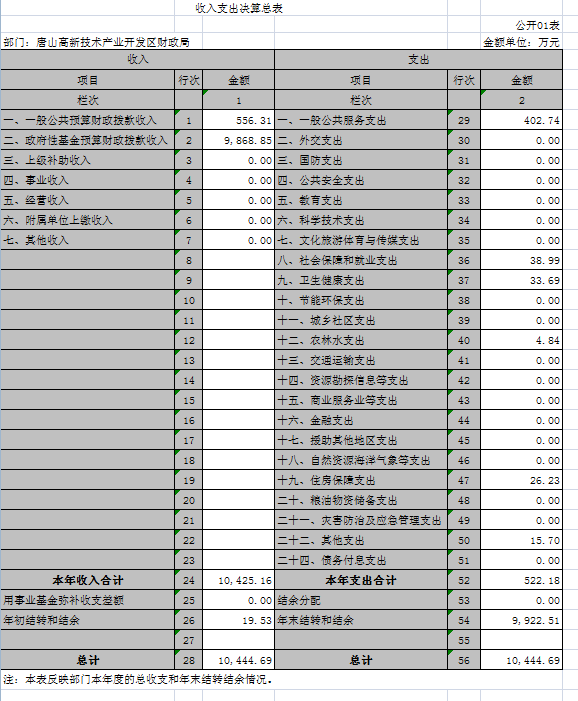 收入支出决算总表
公开01表
部门：唐山高新技术产业开发区财政局 金额单位：万元
收入 支出
项目 行次 金额 项目 行次 金额
栏次 1 栏次 2
一、一般公共预算财政拨款收入 1 556.31 一、一般公共服务支出 29 402.74
二、政府性基金预算财政拨款收入 2 9,868.85 二、外交支出 30 0.00
三、上级补助收入 3 0.00 三、国防支出 31 0.00
四、事业收入 4 0.00 四、公共安全支出 32 0.00
五、经营收入 5 0.00 五、教育支出 33 0.00
六、附属单位上缴收入 6 0.00 六、科学技术支出 34 0.00
七、其他收入 7 0.00 七、文化旅游体育与传媒支出 35 0.00
8 八、社会保障和就业支出 36 38.99
9 九、卫生健康支出 37 33.69
10 十、节能环保支出 38 0.00
11 十一、城乡社区支出 39 0.00
12 十二、农林水支出 40 4.84
13 十三、交通运输支出 41 0.00
14 十四、资源勘探信息等支出 42 0.00
15 十五、商业服务业等支出 43 0.00
16 十六、金融支出 44 0.00
17 十七、援助其他地区支出 45 0.00
18 十八、自然资源海洋气象等支出 46 0.00
19 十九、住房保障支出 47 26.23
20 二十、粮油物资储备支出 48 0.00
21 二十一、灾害防治及应急管理支出 49 0.00
22 二十二、其他支出 50 15.70
23 二十四、债务付息支出 51 0.00
本年收入合计 24 10,425.16 本年支出合计 52 522.18
用事业基金弥补收支差额 25 0.00 结余分配 53 0.00
年初结转和结余 26 19.53 年末结转和结余 54 9,922.51
27 55
总计 28 10,444.69 总计 56 10,444.69
注：本表反映部门本年度的总收支和年末结转结余情况。